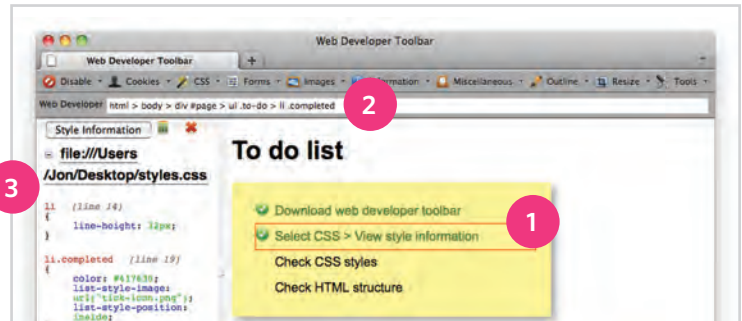 Web Developer Toolbar
Web Developer Toolbar +
Disable Cookies CSS Forms Images Information Miscellaneous Outline Resize Tools
Web Developer html > body > div #page > ul .to-do > li .completed
2
Style Information
file:///Users
/Jon/Desktop/styles.css
3
li (line 14)
{
line-height: 32px;
}
li.completed (line 19)
{
color: #417630;
list-style-image:
url("tick-icon.png");
list-style-position:
inside;
To do list
Download web developer toolbar
Select CSS > View style information
1
Check CSS styles
Check HTML structure